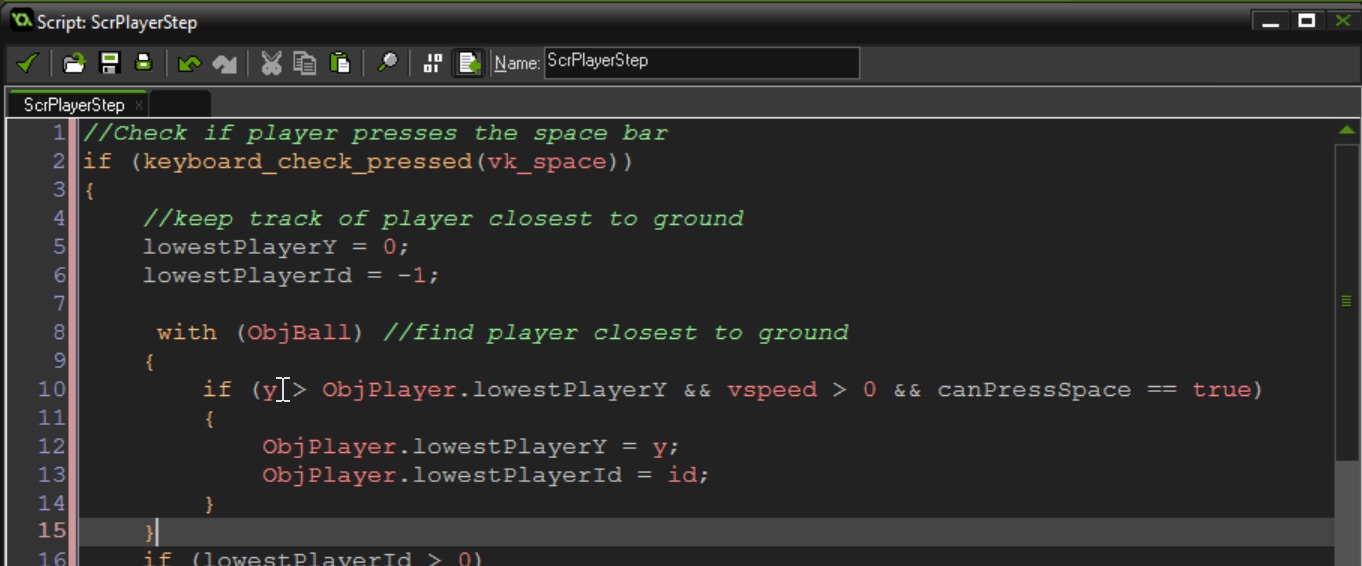 Script: ScrPlayerStep
Name: ScrPlayerStep
ScrPlayerStep ×
1 //Check if player presses the space bar
2 if (keyboard_check_pressed(vk_space))
3 {
4 //keep track of player closest to ground
5 lowestPlayerY = 0;
6 lowestPlayerId = -1;
7
8 with (ObjBall) //find player closest to ground
9 {
10 if (y > ObjPlayer.lowestPlayerY && vspeed > 0 && canPressSpace == true)
11 {
12 ObjPlayer.lowestPlayerY = y;
13 ObjPlayer.lowestPlayerId = id;
14 }
15 }
16 if (lowestPlayerId > 0)